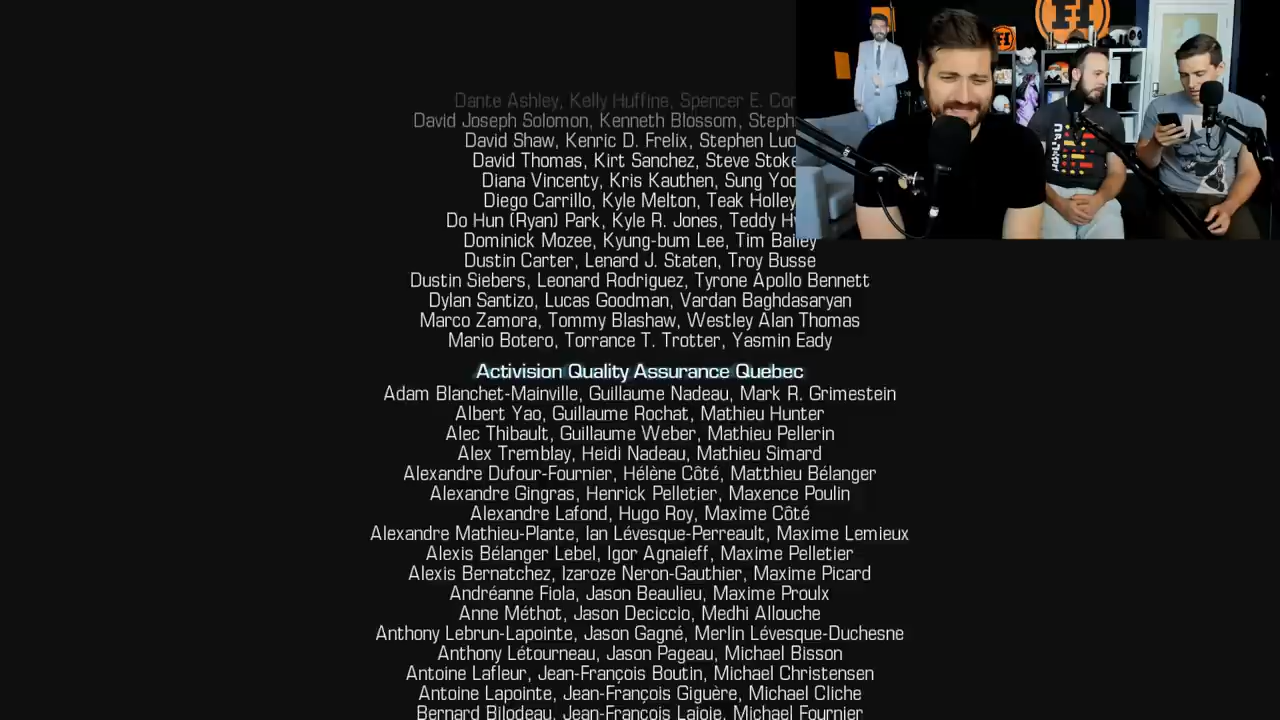 Dante Ashley, Kelly Huffine, Spencer E.
David Joseph Solomon, Kenneth Blossom,
David Shaw, Kenric D. Frelix, Stephen
David Thomas, Kirt Sanchez, Steve
Diana Vincenty, Kris Kauthen, Sung
Diego Carrillo, Kyle Melton, Teak Holley
Do Hun (Ryan) Park, Kyle R. Jones, Teddy
Dominick Mozee, Kyung-bum Lee, Tim Bailey
Dustin Carter, Lenard J. Staten, Troy Busse
Dustin Siebers, Leonard Rodriguez, Tyrone Apollo Bennett
Dylan Santizo, Lucas Goodman, Vardan Baghdasaryan
Marco Zamora, Tommy Blashaw, Westley Alan Thomas
Mario Botero, Torrance T. Trotter, Yasmin Eady
Activision Quality Assurance Quebec
Adam Blanchet-Mainville, Guillaume Nadeau, Mark R. Grimestein
Albert Yao, Guillaume Rochat, Mathieu Hunter
Alec Thibault, Guillaume Weber, Mathieu Pellerin
Alex Tremblay, Heidi Nadeau, Mathieu Simard
Alexandre Dufour-Fournier, Hélène Côté, Matthieu Bélanger
Alexandre Gingras, Henrick Pelletier, Maxence Poulin
Alexandre Lafond, Hugo Roy, Maxime Côté
Alexandre Mathieu-Plante, Ian Lévesque-Perreault, Maxime Lemieux
Alexis Bélanger Lebel, Igor Agnaieff, Maxime Pelletier
Alexis Bernatchez, Izaroze Neron-Gauthier, Maxime Picard
Andréanne Fiola, Jason Beaulieu, Maxime Proulx
Anne Méthot, Jason Deciccio, Medhi Allouche
Anthony Lebrun-Lapointe, Jason Gagné, Merlin Lévesque-Duchesne
Anthony Létourneau, Jason Pageau, Michael Bisson
Antoine Lafleur, Jean-François Boutin, Michael Christensen
Antoine Lapointe, Jean-François Giguère, Michael Cliche
Bernard Bilodeau, Jean-François Lajoie, Michael Fournier